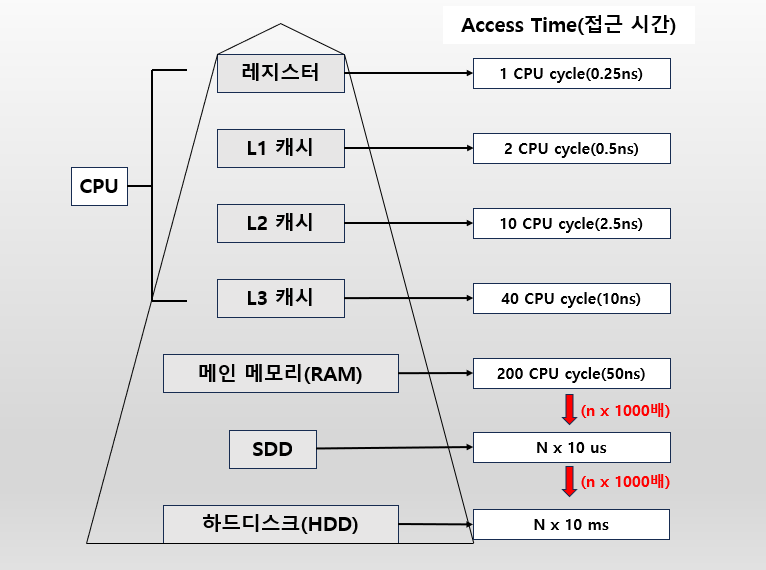 Access Time(접근 시간)
레지스터
1 CPU cycle(0.25ns)
L1 캐시
2 CPU cycle(0.5ns)
CPU
L2 캐시
10 CPU cycle(2.5ns)
L3 캐시
40 CPU cycle(10ns)
메인 메모리(RAM)
200 CPU cycle(50ns)
(n x 1000배)
SDD
N x 10 us
(n x 1000배)
하드디스크(HDD)
N x 10 ms